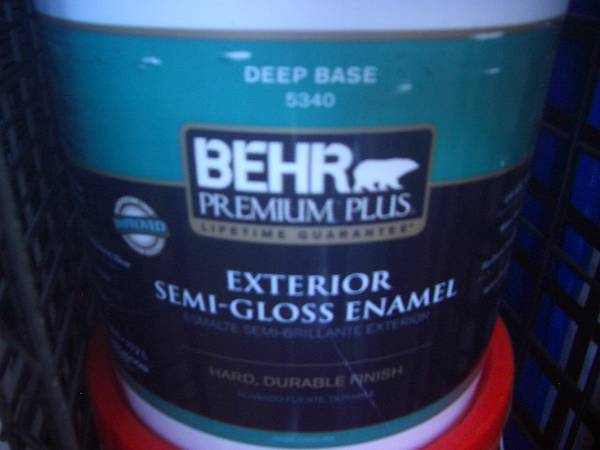 DEEP BASE
5340
BEHR
PREMIUM PLUS
LIFETIME GUARANTEE*
EXTERIOR
SEMI-GLOSS ENAMEL
ESMALTE SEMI-BRILLANTE EXTERIOR
HARD, DURABLE FINISH